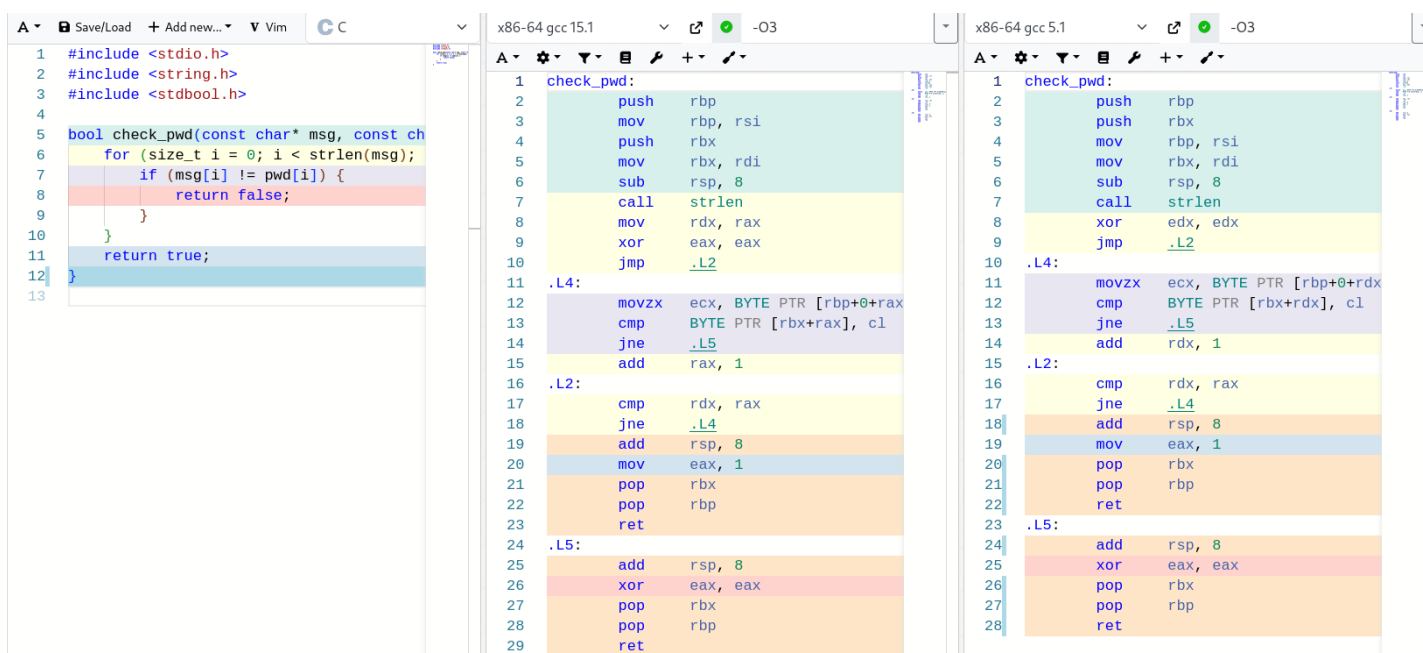 A Save/Load + Add new... Vim C C
1 #include <stdio.h>
2 #include <string.h>
3 #include <stdbool.h>
4
5 bool check_pwd(const char* msg, const ch
6 for (size_t i = 0; i < strlen(msg);
7 if (msg[i] != pwd[i]) {
8 return false;
9 }
10 }
11 return true;
12 }
13
x86-64 gcc 15.1 -O3
A
1 check_pwd:
2 push rbp
3 mov rbp, rsi
4 push rbx
5 mov rbx, rdi
6 sub rsp, 8
7 call strlen
8 mov rdx, rax
9 xor eax, eax
10 jmp .L2
11 .L4:
12 movzx ecx, BYTE PTR [rbp+0+rax
13 cmp BYTE PTR [rbx+rax], cl
14 jne .L5
15 add rax, 1
16 .L2:
17 cmp rdx, rax
18 jne .L4
19 add rsp, 8
20 mov eax, 1
21 pop rbx
22 pop rbp
23 ret
24 .L5:
25 add rsp, 8
26 xor eax, eax
27 pop rbx
28 pop rbp
29 ret
x86-64 gcc 5.1 -O3
A
1 check_pwd:
2 push rbp
3 push rbx
4 mov rbp, rsi
5 mov rbx, rdi
6 sub rsp, 8
7 call strlen
8 xor edx, edx
9 jmp .L2
10 .L4:
11 movzx ecx, BYTE PTR [rbp+0+rdx
12 cmp BYTE PTR [rbx+rdx], cl
13 jne .L5
14 add rdx, 1
15 .L2:
16 cmp rdx, rax
17 jne .L4
18 add rsp, 8
19 mov eax, 1
20 pop rbx
21 pop rbp
22 ret
23 .L5:
24 add rsp, 8
25 xor eax, eax
26 pop rbx
27 pop rbp
28 ret